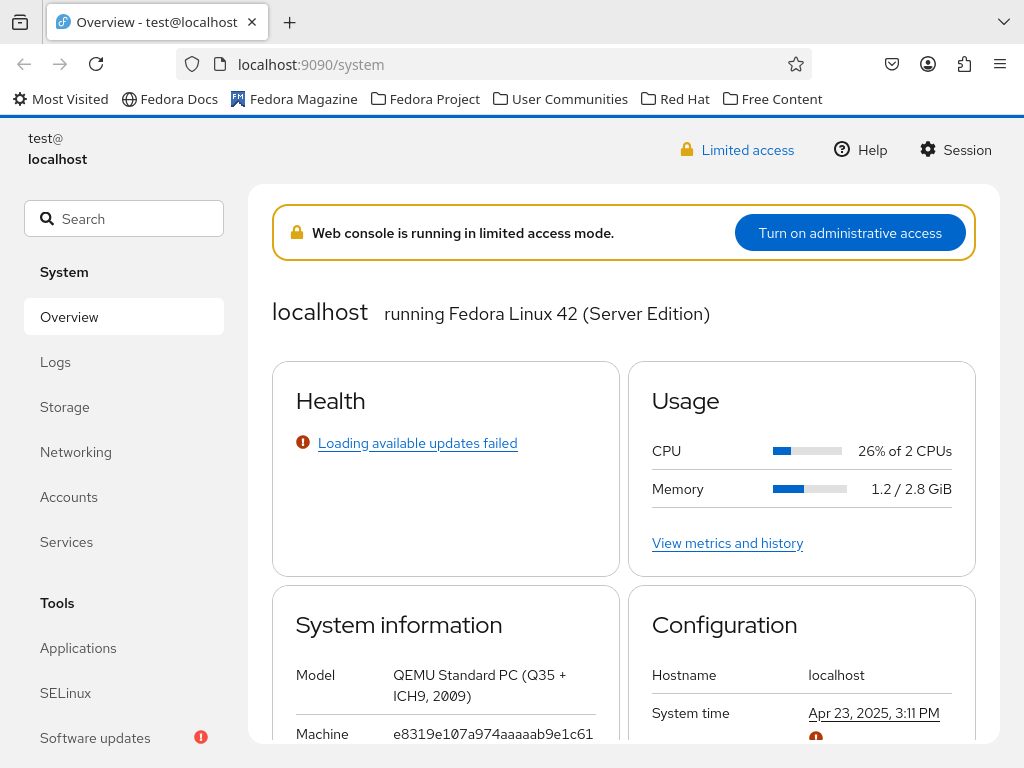 Overview - test@localhost
localhost:9090/system
Most Visited Fedora Docs Fedora Magazine Fedora Project User Communities Red Hat Free Content
test@
localhost
Limited access Help Session
Search
System
Overview
Logs
Storage
Networking
Accounts
Services
Tools
Applications
SELinux
Software updates
Web console is running in limited access mode. Turn on administrative access
localhost running Fedora Linux 42 (Server Edition)
Health
Loading available updates failed
Usage
CPU 26% of 2 CPUs
Memory 1.2 / 2.8 GiB
View metrics and history
System information
Model QEMU Standard PC (Q35 +
ICH9, 2009)
Machine e8319e107a974aaaaab9e1c61
Configuration
Hostname localhost
System time Apr 23, 2025, 3:11 PM